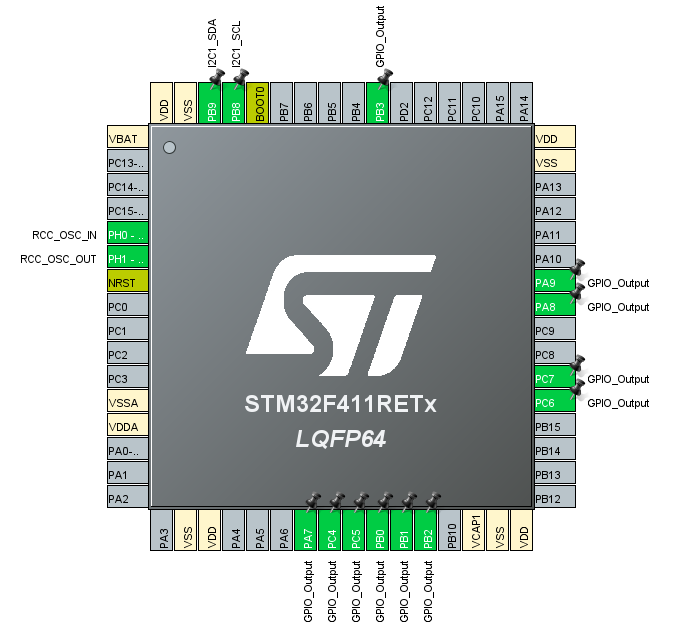 I2C1_SDA
I2C1_SCL
GPIO_Output
VDD
VSS
PB9
PB8
BOOT0
PB7
PB6
PB5
PB4
PB3
PD2
PC12
PC11
PC10
PA15
PA14
VBAT
PC13-..
PC14-..
PC15-..
RCC_OSC_IN PH0 - ..
RCC_OSC_OUT PH1 - ..
NRST
PC0
PC1
PC2
PC3
VSSA
VDDA
PA0-..
PA1
PA2
VDD
VSS
PA13
PA12
PA11
PA10
PA9 GPIO_Output
PA8 GPIO_Output
PC9
PC8
PC7 GPIO_Output
PC6 GPIO_Output
PB15
PB14
PB13
PB12
ST
STM32F411RETx
LQFP64
PA3
VSS
VDD
PA4
PA5
PA6
PA7
PC4
PC5
PB0
PB1
PB2
PB10
VCAP1
VSS
VDD
GPIO_Output
GPIO_Output
GPIO_Output
GPIO_Output
GPIO_Output
GPIO_Output